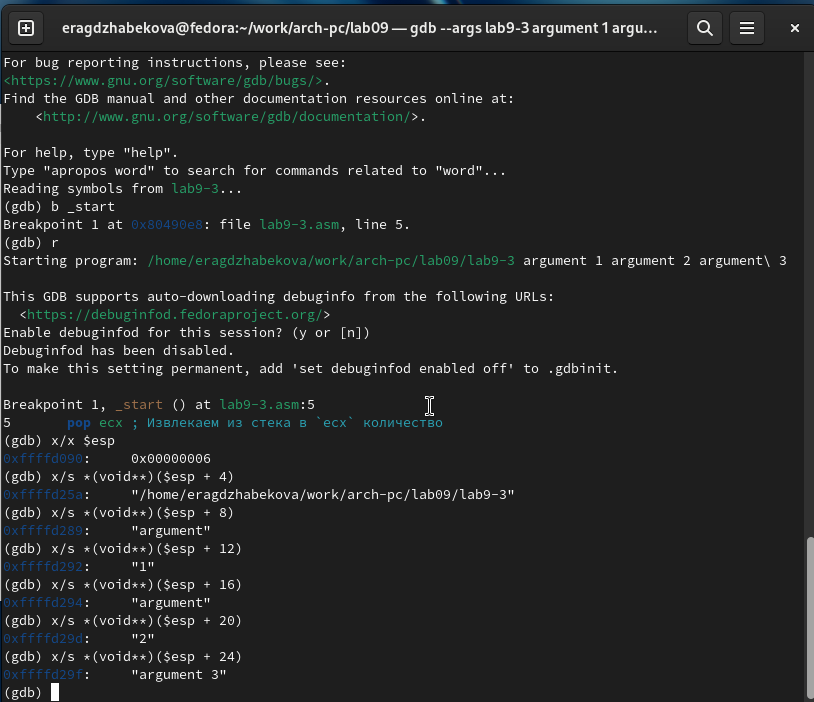 eragdzhabekova@fedora:~/work/arch-pc/lab09 — gdb --args lab9-3 argument 1 argu...
For bug reporting instructions, please see:
<https://www.gnu.org/software/gdb/bugs/>.
Find the GDB manual and other documentation resources online at:
    <http://www.gnu.org/software/gdb/documentation/>.
For help, type "help".
Type "apropos word" to search for commands related to "word"...
Reading symbols from lab9-3...
(gdb) b _start
Breakpoint 1 at 0x80490e8: file lab9-3.asm, line 5.
(gdb) r
Starting program: /home/eragdzhabekova/work/arch-pc/lab09/lab9-3 argument 1 argument 2 argument\ 3
This GDB supports auto-downloading debuginfo from the following URLs:
  <https://debuginfod.fedoraproject.org/>
Enable debuginfod for this session? (y or [n])
Debuginfod has been disabled.
To make this setting permanent, add 'set debuginfod enabled off' to .gdbinit.
Breakpoint 1, _start () at lab9-3.asm:5
5       pop ecx ; Извлекаем из стека в `ecx` количество
(gdb) x/x $esp
0xffffd090:     0x00000006
(gdb) x/s *(void**)($esp + 4)
0xffffd25a:     "/home/eragdzhabekova/work/arch-pc/lab09/lab9-3"
(gdb) x/s *(void**)($esp + 8)
0xffffd289:     "argument"
(gdb) x/s *(void**)($esp + 12)
0xffffd292:     "1"
(gdb) x/s *(void**)($esp + 16)
0xffffd294:     "argument"
(gdb) x/s *(void**)($esp + 20)
0xffffd29d:     "2"
(gdb) x/s *(void**)($esp + 24)
0xffffd29f:     "argument 3"
(gdb)